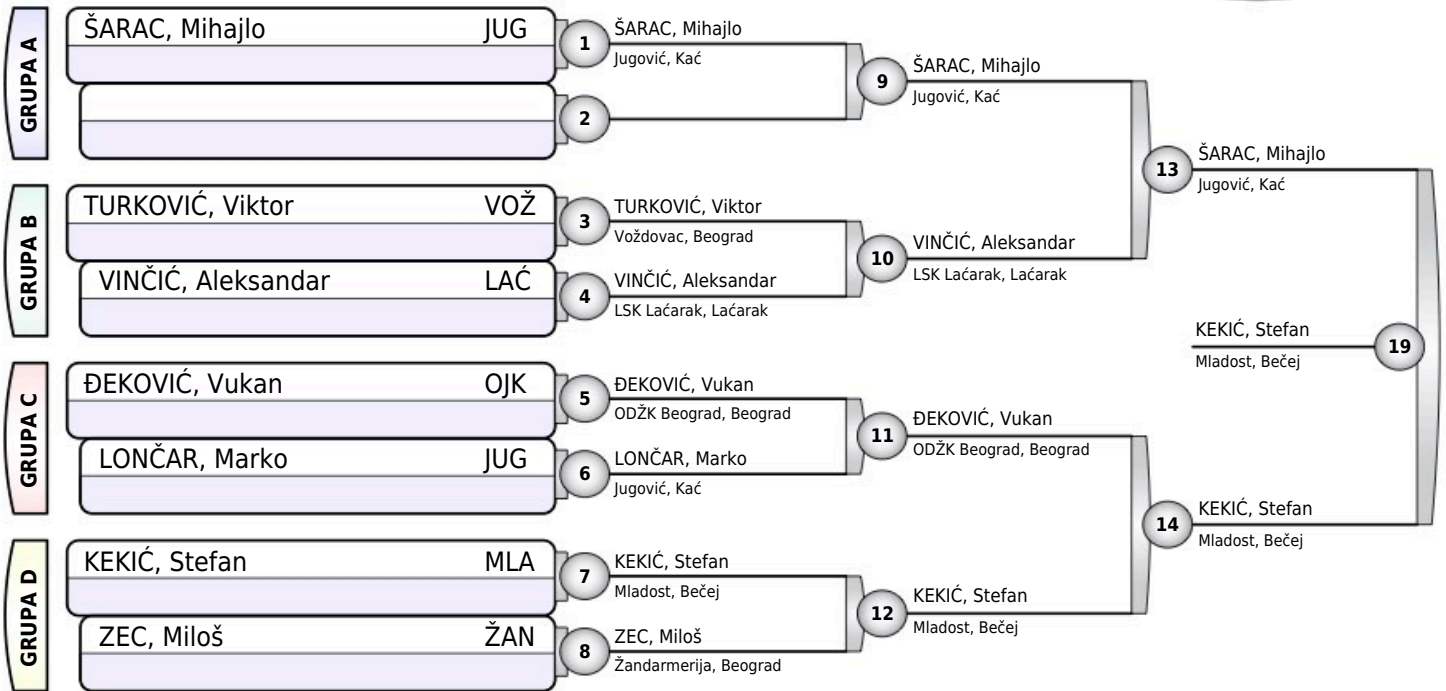 GRUPA A
ŠARAC, Mihajlo JUG
1
2
GRUPA B
TURKOVIĆ, Viktor VOŽ
VINČIĆ, Aleksandar LAĆ
3
4
GRUPA C
ĐEKOVIĆ, Vukan OJK
LONČAR, Marko JUG
5
6
GRUPA D
KEKIĆ, Stefan MLA
ZEC, Miloš ŽAN
7
8
ŠARAC, Mihajlo
Jugović, Kać
TURKOVIĆ, Viktor
Voždovac, Beograd
VINČIĆ, Aleksandar
LSK Laćarak, Laćarak
ĐEKOVIĆ, Vukan
ODŽK Beograd, Beograd
LONČAR, Marko
Jugović, Kać
KEKIĆ, Stefan
Mladost, Bečej
ZEC, Miloš
Žandarmerija, Beograd
9
ŠARAC, Mihajlo
Jugović, Kać
10
VINČIĆ, Aleksandar
LSK Laćarak, Laćarak
11
ĐEKOVIĆ, Vukan
ODŽK Beograd, Beograd
12
KEKIĆ, Stefan
Mladost, Bečej
13
ŠARAC, Mihajlo
Jugović, Kać
14
KEKIĆ, Stefan
Mladost, Bečej
KEKIĆ, Stefan
Mladost, Bečej
19